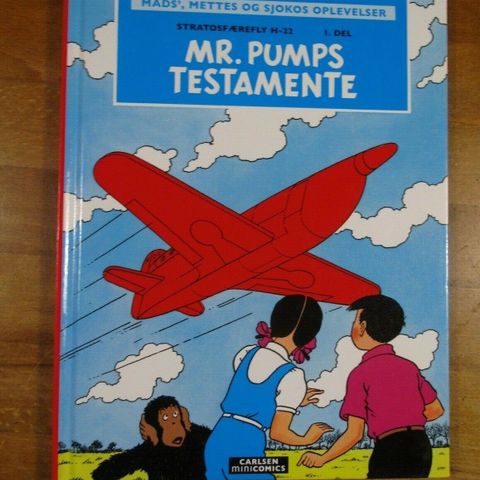 MADS', METTES OG SJOKOS OPLEVELSER
STRATOSFÆREFLY H-22 1. DEL
MR. PUMPS
TESTAMENTE
CARLSEN
miniCOMICS